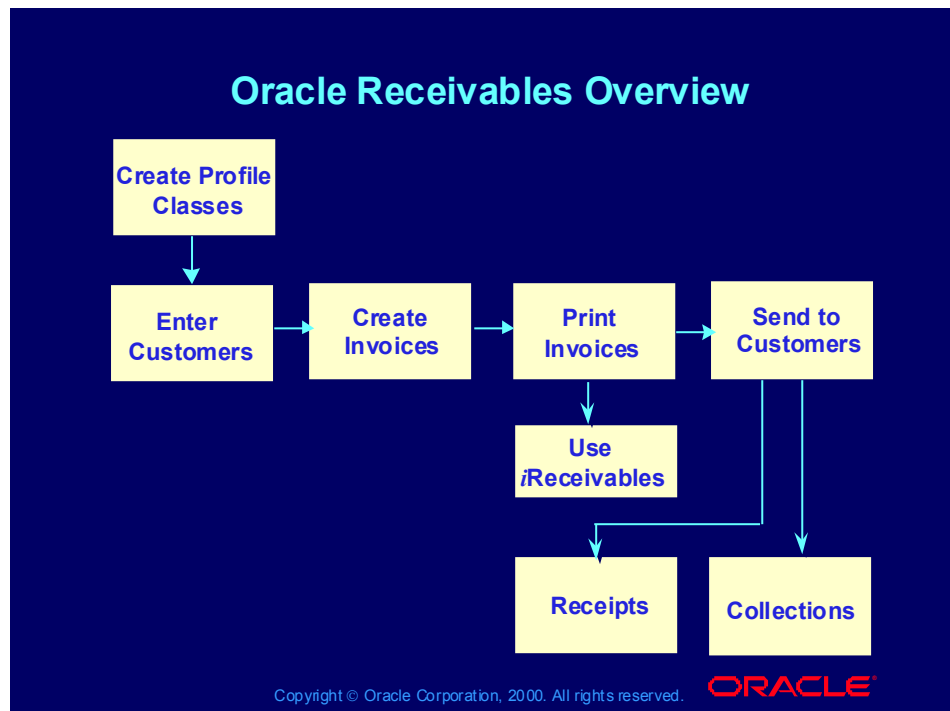 Oracle Receivables Overview
Create Profile
Classes
Enter
Customers
Create
Invoices
Print
Invoices
Send to
Customers
Use
iReceivables
Receipts
Collections
Copyright © Oracle Corporation, 2000. All rights reserved.
ORACLE®